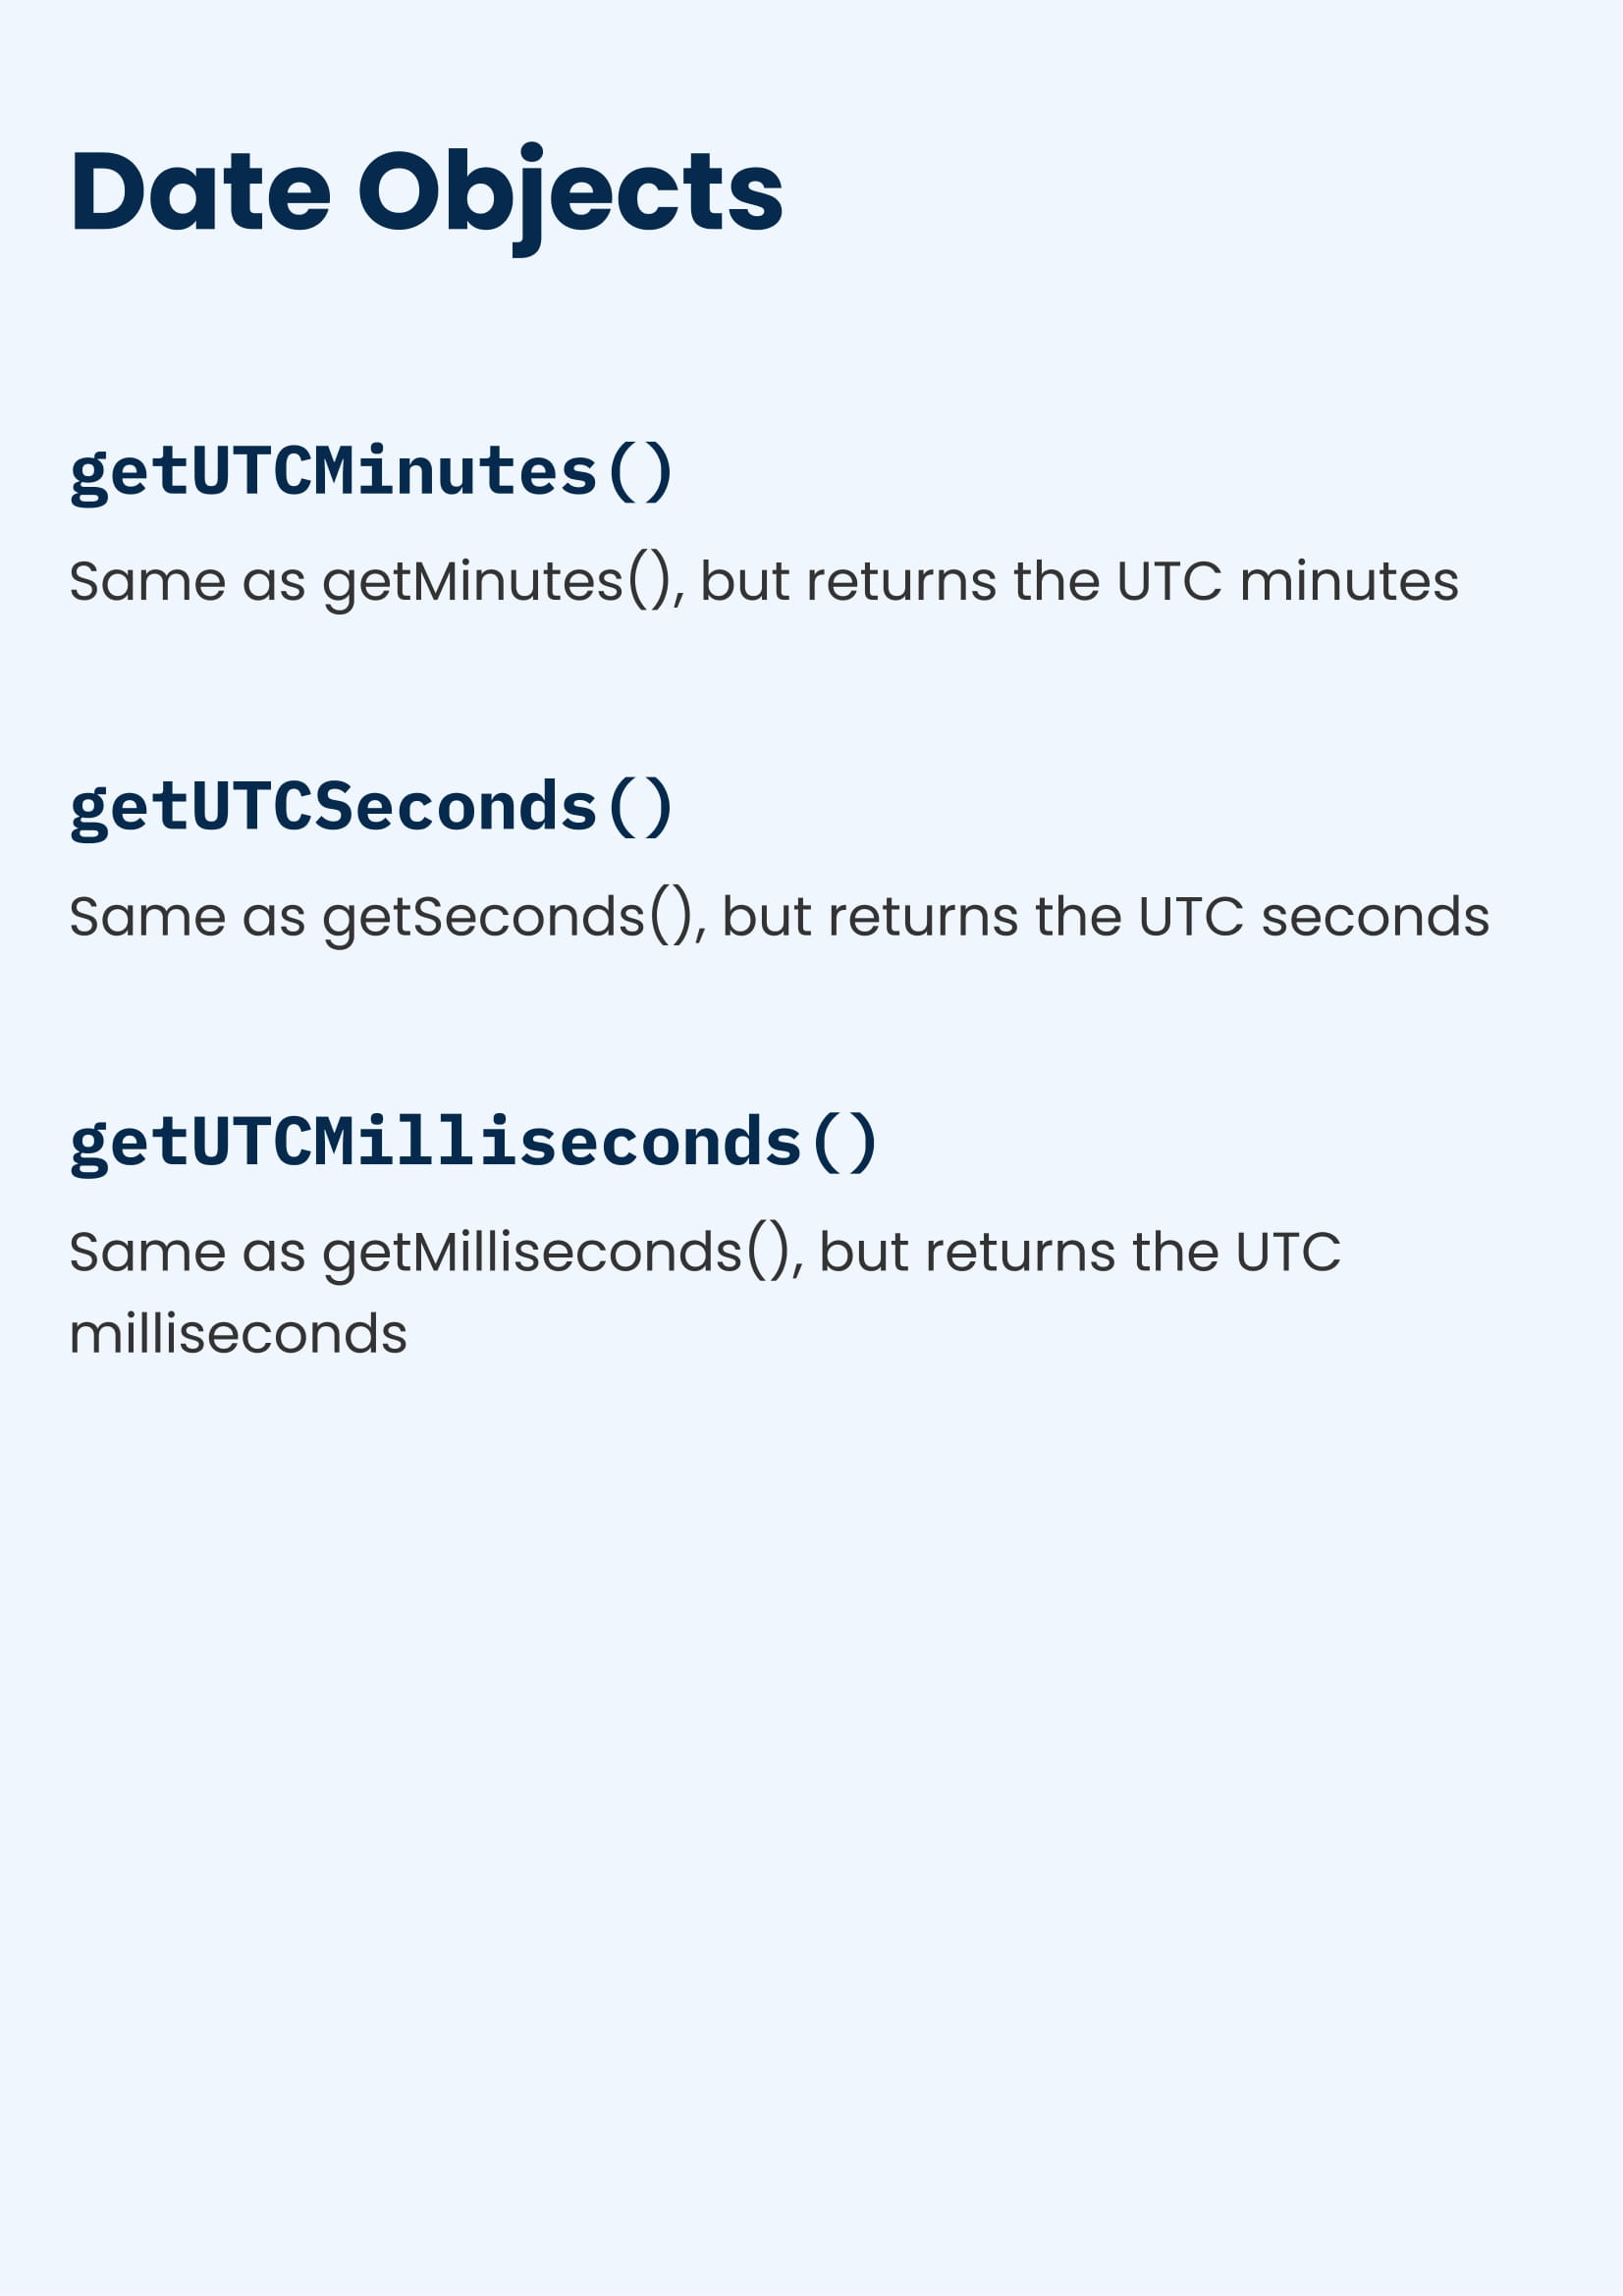 Date Objects
getUTCMinutes()
Same as getMinutes(), but returns the UTC minutes
getUTCSeconds()
Same as getSeconds(), but returns the UTC seconds
getUTCMilliseconds()
Same as getMilliseconds(), but returns the UTC
milliseconds